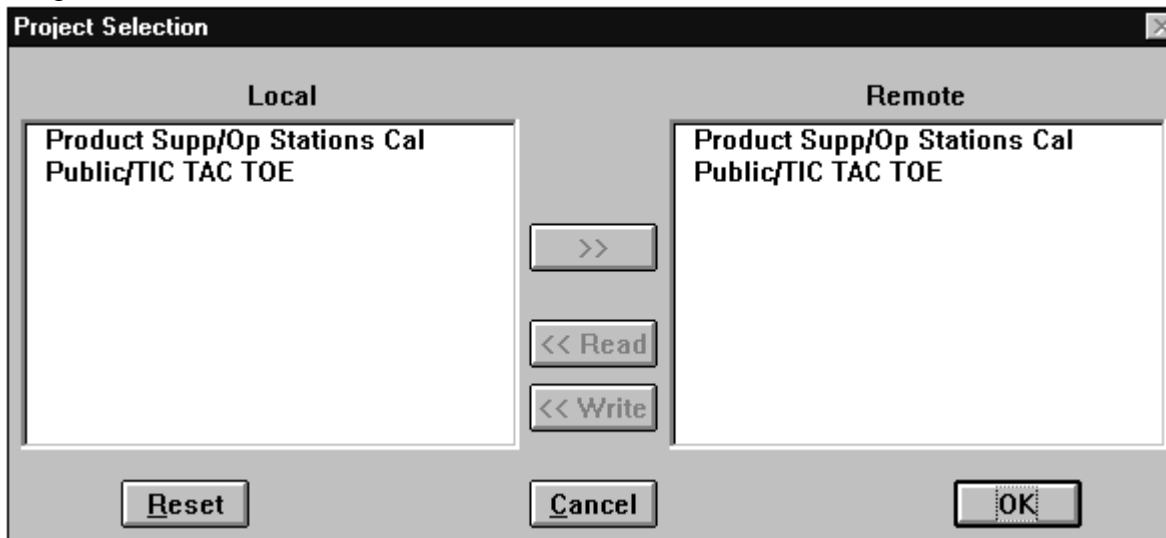 Project Selection
Local
Remote
Product Supp/Op Stations Cal
Public/TIC TAC TOE
Product Supp/Op Stations Cal
Public/TIC TAC TOE
>>
<< Read
<< Write
Reset
Cancel
OK